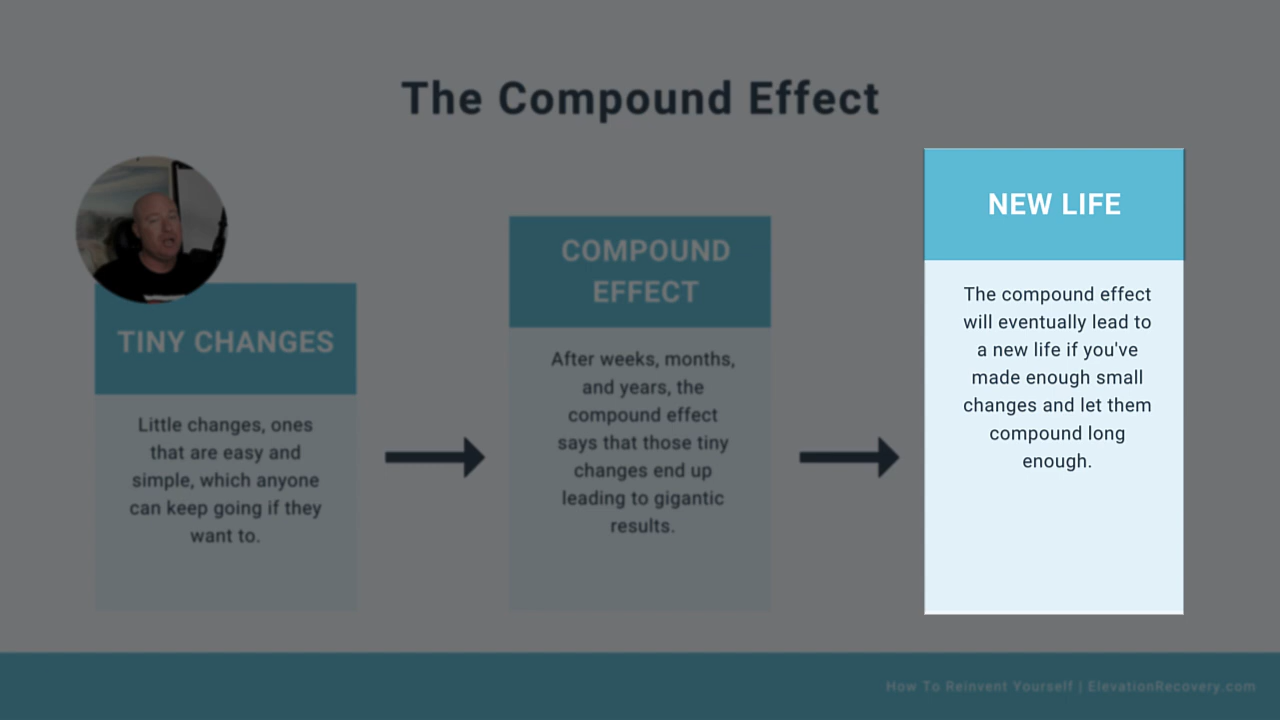 The Compound Effect
TINY CHANGES
Little changes, ones
that are easy and
simple, which anyone
can keep going if they
want to.
COMPOUND
EFFECT
After weeks, months,
and years, the
compound effect
says that those tiny
changes end up
leading to gigantic
results.
NEW LIFE
The compound effect
will eventually lead to
a new life if you've
made enough small
changes and let them
compound long
enough.
How To Reinvent Yourself | ElevationRecovery.com